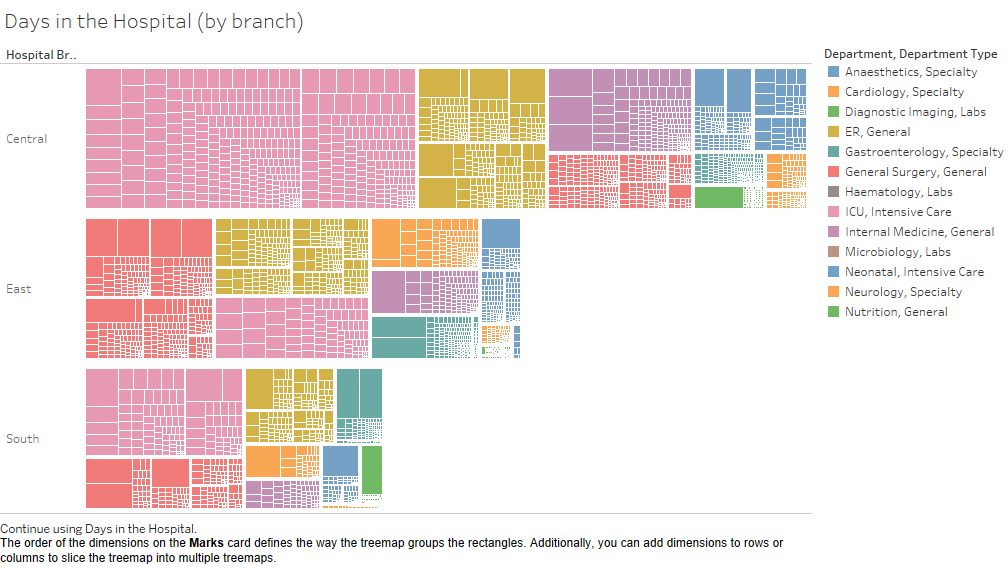 Days in the Hospital (by branch)
Hospital Br..
Central
East
South
Department, Department Type
Anaesthetics, Specialty
Cardiology, Specialty
Diagnostic Imaging, Labs
ER, General
Gastroenterology, Specialty
General Surgery, General
Haematology, Labs
ICU, Intensive Care
Internal Medicine, General
Microbiology, Labs
Neonatal, Intensive Care
Neurology, Specialty
Nutrition, General
Continue using Days in the Hospital.
The order of the dimensions on the Marks card defines the way the treemap groups the rectangles. Additionally, you can add dimensions to rows or
columns to slice the treemap into multiple treemaps.